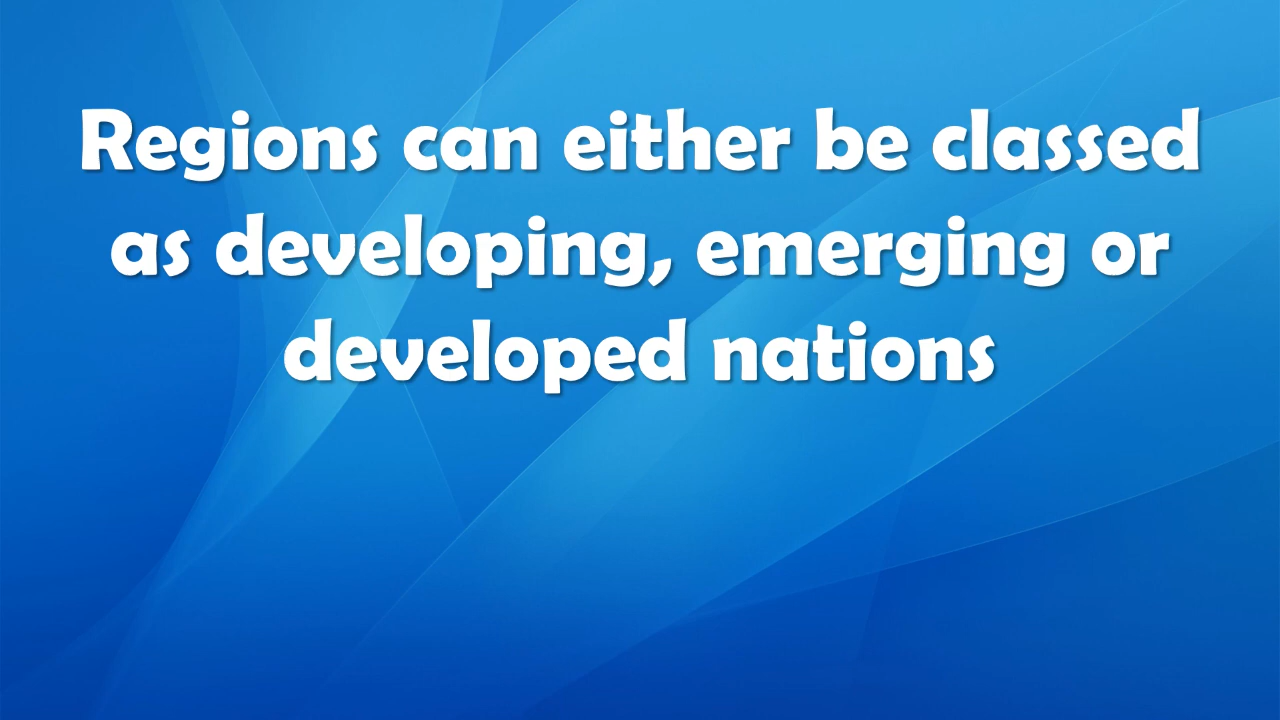 Regions can either be classed
as developing, emerging or
developed nations